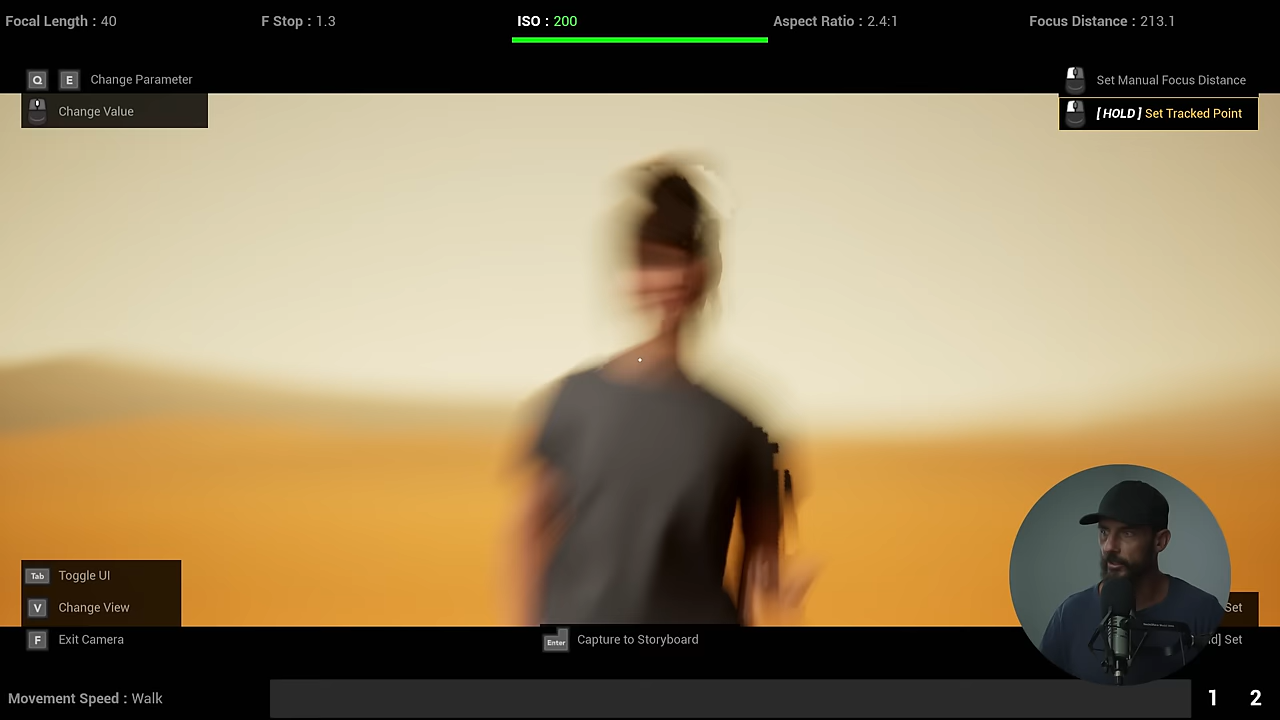 Focal Length : 40
F Stop : 1.3
ISO : 200
Aspect Ratio : 2.4:1
Focus Distance : 213.1
Q E Change Parameter
Change Value
Set Manual Focus Distance
[ HOLD ] Set Tracked Point
Tab Toggle UI
V Change View
F Exit Camera
Enter Capture to Storyboard
Set
d] Set
Movement Speed : Walk
1 2